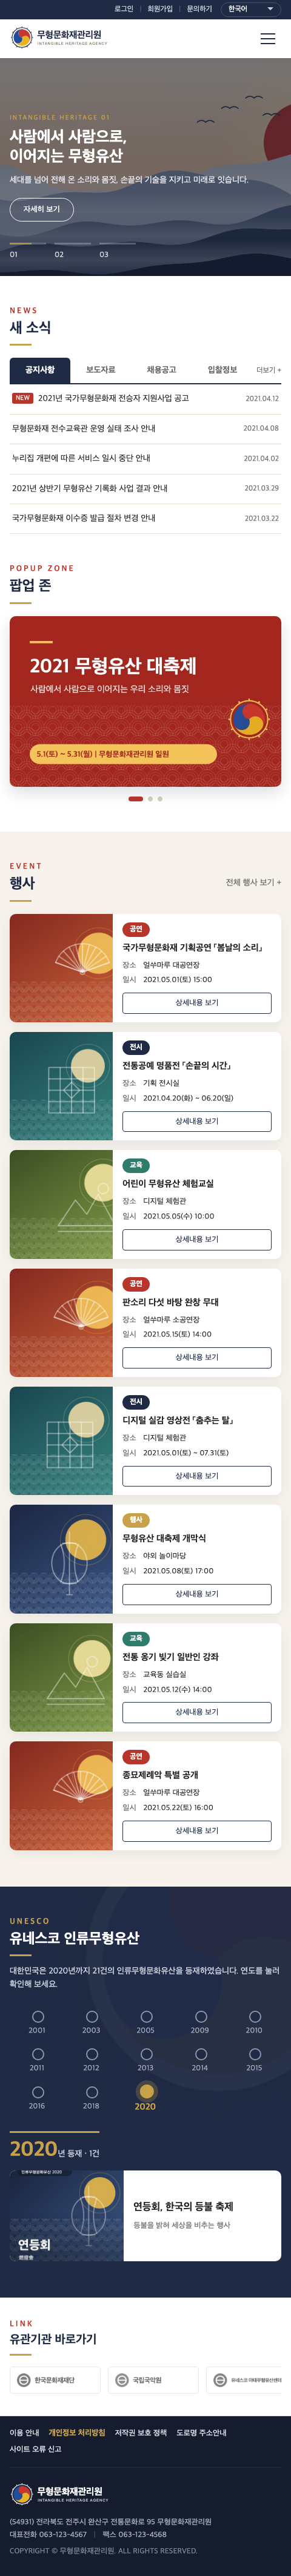 로그인 회원가입 문의하기 한국어
무형문화재관리원
INTANGIBLE HERITAGE AGENCY
INTANGIBLE HERITAGE 01
사람에서 사람으로,
이어지는 무형유산
세대를 넘어 전해 온 소리와 몸짓, 손끝의 기술을 지키고 미래로 잇습니다.
자세히 보기
01 02 03
NEWS
새 소식
공지사항 보도자료 채용공고 입찰정보 더보기 +
NEW 2021년 국가무형문화재 전승자 지원사업 공고 2021.04.12
무형문화재 전수교육관 운영 실태 조사 안내 2021.04.08
누리집 개편에 따른 서비스 일시 중단 안내 2021.04.02
2021년 상반기 무형유산 기록화 사업 결과 안내 2021.03.29
국가무형문화재 이수증 발급 절차 변경 안내 2021.03.22
POPUP ZONE
팝업 존
2021 무형유산 대축제
사람에서 사람으로 이어지는 우리 소리와 몸짓
5.1(토) ~ 5.31(월) | 무형문화재관리원 일원
EVENT
행사
전체 행사 보기 +
공연
국가무형문화재 기획공연 「봄날의 소리」
장소 얼쑤마루 대공연장
일시 2021.05.01(토) 15:00
상세내용 보기
전시
전통공예 명품전 「손끝의 시간」
장소 기획 전시실
일시 2021.04.20(화) ~ 06.20(일)
상세내용 보기
교육
어린이 무형유산 체험교실
장소 디지털 체험관
일시 2021.05.05(수) 10:00
상세내용 보기
공연
판소리 다섯 바탕 완창 무대
장소 얼쑤마루 소공연장
일시 2021.05.15(토) 14:00
상세내용 보기
전시
디지털 실감 영상전 「춤추는 탈」
장소 디지털 체험관
일시 2021.05.01(토) ~ 07.31(토)
상세내용 보기
행사
무형유산 대축제 개막식
장소 야외 놀이마당
일시 2021.05.08(토) 17:00
상세내용 보기
교육
전통 옹기 빚기 일반인 강좌
장소 교육동 실습실
일시 2021.05.12(수) 14:00
상세내용 보기
공연
종묘제례악 특별 공개
장소 얼쑤마루 대공연장
일시 2021.05.22(토) 16:00
상세내용 보기
UNESCO
유네스코 인류무형유산
대한민국은 2020년까지 21건의 인류무형문화유산을 등재하였습니다. 연도를 눌러
확인해 보세요.
2001 2003 2005 2009 2010
2011 2012 2013 2014 2015
2016 2018 2020
2020년 등재 · 1건
인류무형문화유산 2020
연등회
燃燈會
연등회, 한국의 등불 축제
등불을 밝혀 세상을 비추는 행사
LINK
유관기관 바로가기
한국문화재재단 국립국악원 유네스코 아태무형유산센터
이용 안내 개인정보 처리방침 저작권 보호 정책 도로명 주소안내
사이트 오류 신고
무형문화재관리원
INTANGIBLE HERITAGE AGENCY
(54931) 전라북도 전주시 완산구 전통문화로 95 무형문화재관리원
대표전화 063-123-4567 팩스 063-123-4568
COPYRIGHT © 무형문화재관리원. ALL RIGHTS RESERVED.